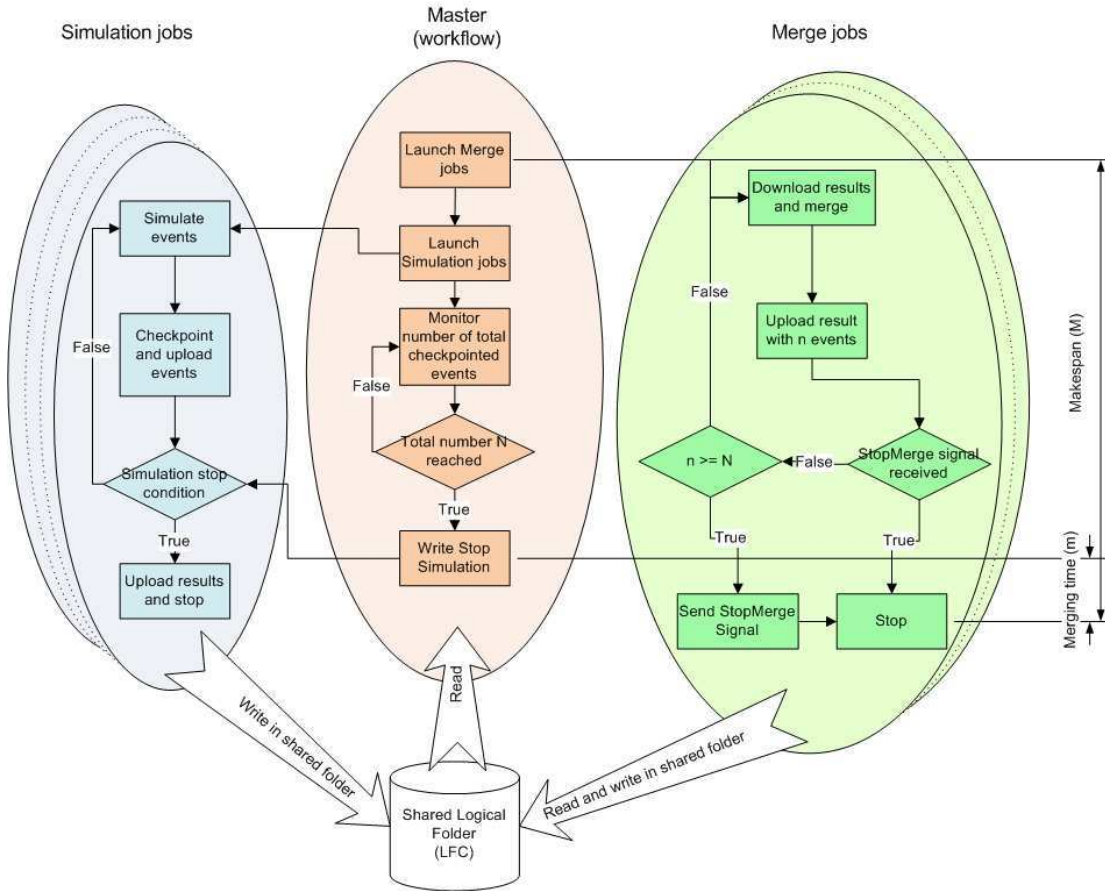 Simulation jobs
Master
(workflow)
Merge jobs
Simulate
events
Checkpoint
and upload
events
False
Simulation stop
condition
True
Upload results
and stop
Launch Merge
jobs
Launch
Simulation jobs
Monitor
number of total
checkpointed
events
False
Total number N
reached
True
Write Stop
Simulation
Download results
and merge
False
Upload result
with n events
n >= N
False
StopMerge signal
received
True
True
Send StopMerge
Signal
Stop
Makespan (M)
Merging time (m)
Write in shared folder
Read
Read and write in shared folder
Shared Logical
Folder
(LFC)